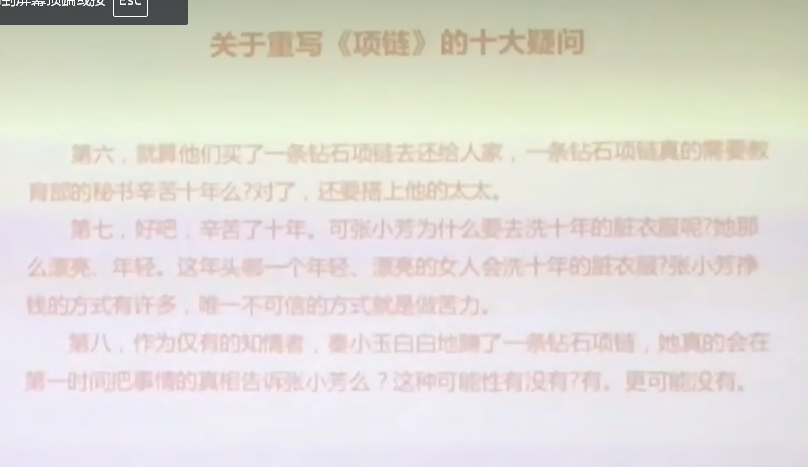 到屏幕顶端或按 Esc
关于重写《项链》的十大疑问
第六，就算他们买了一条钻石项链去还给人家，一条钻石项链真的需要教
育部的秘书辛苦十年么?对了，还要搭上他的太太。
第七，好吧，辛苦了十年。可张小芳为什么要去洗十年的脏衣服呢?她那
么漂亮、年轻。这年头哪一个年轻、漂亮的女人会洗十年的脏衣服?张小芳挣
钱的方式有许多，唯一不可信的方式就是做苦力。
第八，作为仅有的知情者，秦小玉白白地赚了一条钻石项链，她真的会在
第一时间把事情的真相告诉张小芳么？这种可能性有没有?有。更可能没有。